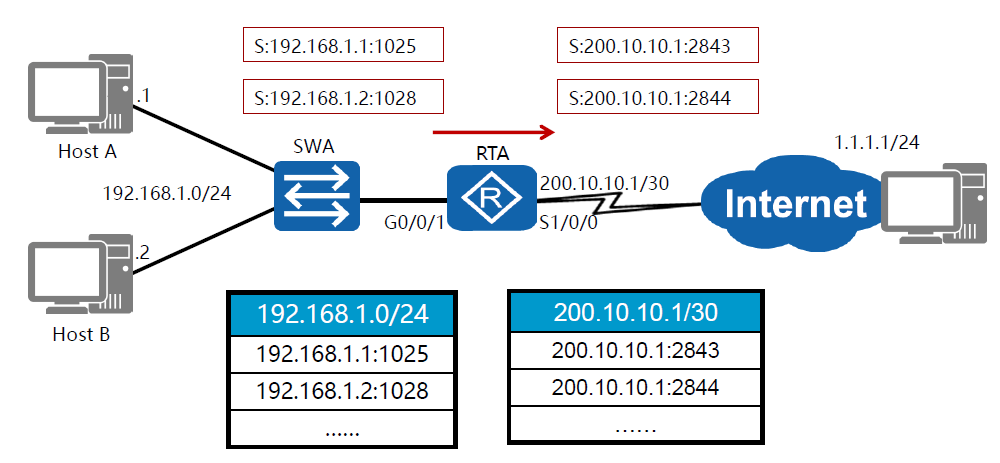 S:192.168.1.1:1025
S:200.10.10.1:2843
S:192.168.1.2:1028
S:200.10.10.1:2844
.1
Host A
SWA
RTA
1.1.1.1/24
192.168.1.0/24
200.10.10.1/30
R
Internet
G0/0/1
S1/0/0
.2
Host B
192.168.1.0/24
192.168.1.1:1025
192.168.1.2:1028
......
200.10.10.1/30
200.10.10.1:2843
200.10.10.1:2844
......